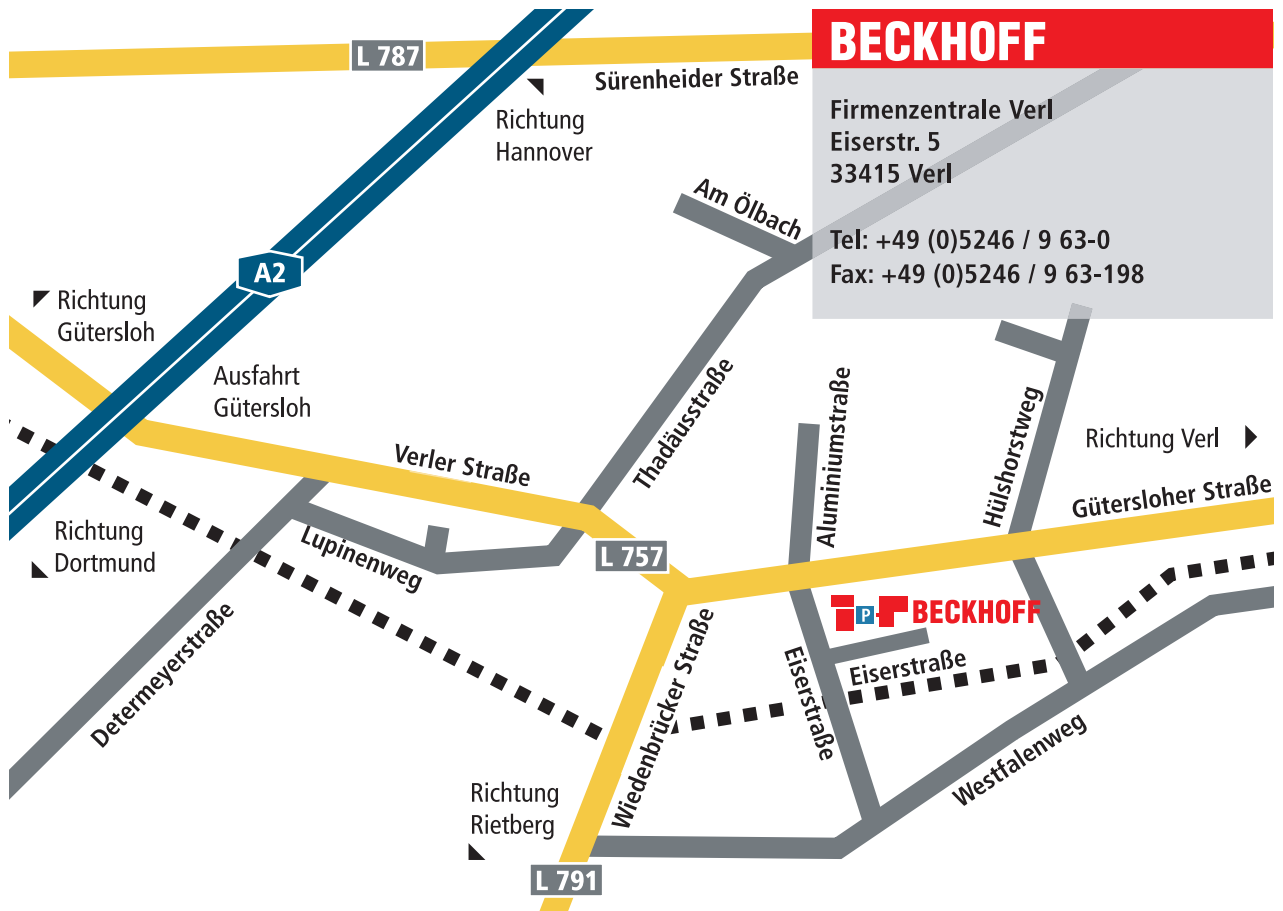 BECKHOFF
L 787
Sürenheider Straße
Firmenzentrale Verl
Eiserstr. 5
33415 Verl
Tel: +49 (0)5246 / 9 63-0
Fax: +49 (0)5246 / 9 63-198
Richtung
Hannover
Am Ölbach
A2
Richtung
Gütersloh
Ausfahrt
Gütersloh
Thadäusstraße
Aluminiumstraße
Hülshorstweg
Richtung Verl
Verler Straße
Gütersloher Straße
Richtung
Dortmund
Lupinenweg
L 757
P
BECKHOFF
Determeyerstraße
Wiedenbrücker Straße
Eiserstraße
Eiserstraße
Westfalenweg
Richtung
Rietberg
L 791